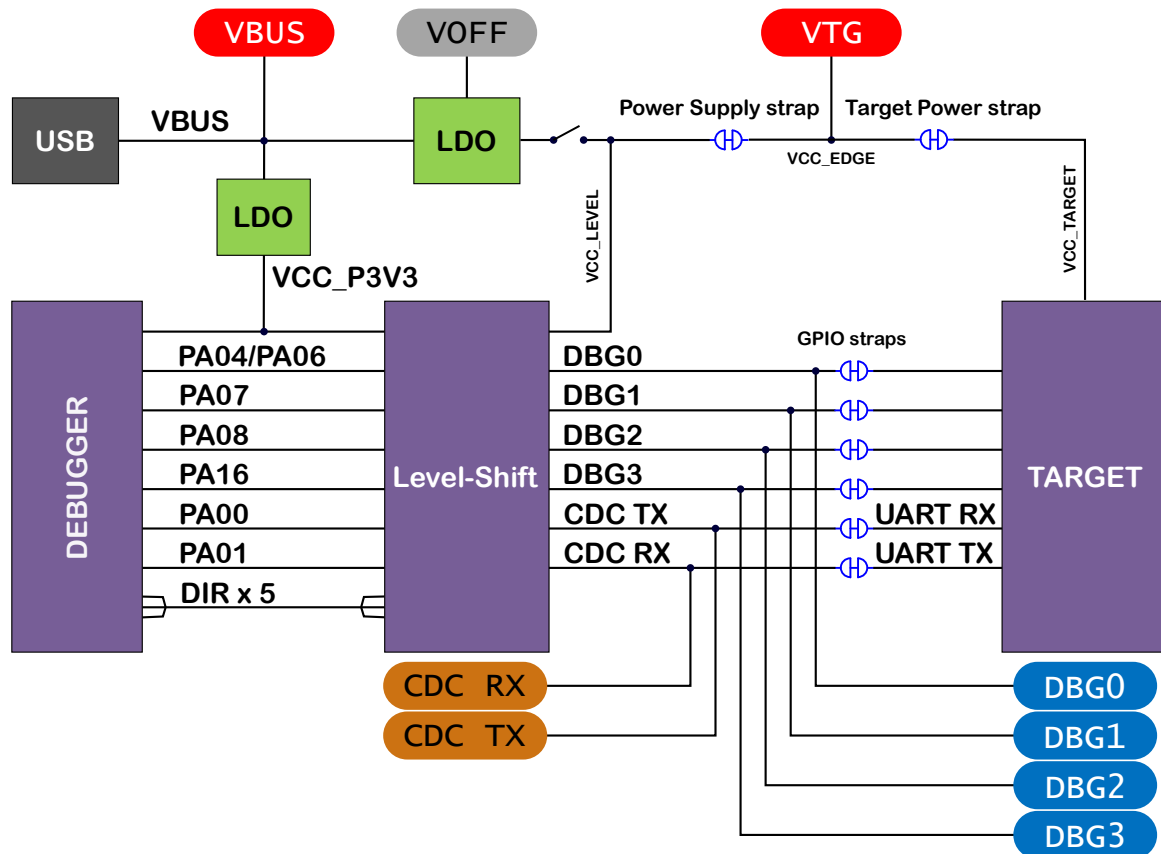 VBUS
VOFF
VTG
USB
VBUS
LDO
Power Supply strap
Target Power strap
VCC_EDGE
LDO
VCC_LEVEL
VCC_TARGET
VCC_P3V3
DEBUGGER
PA04/PA06
PA07
PA08
PA16
PA00
PA01
DIR x 5
Level-Shift
DBG0
DBG1
DBG2
DBG3
CDC TX
CDC RX
GPIO straps
UART RX
UART TX
TARGET
CDC RX
CDC TX
DBG0
DBG1
DBG2
DBG3